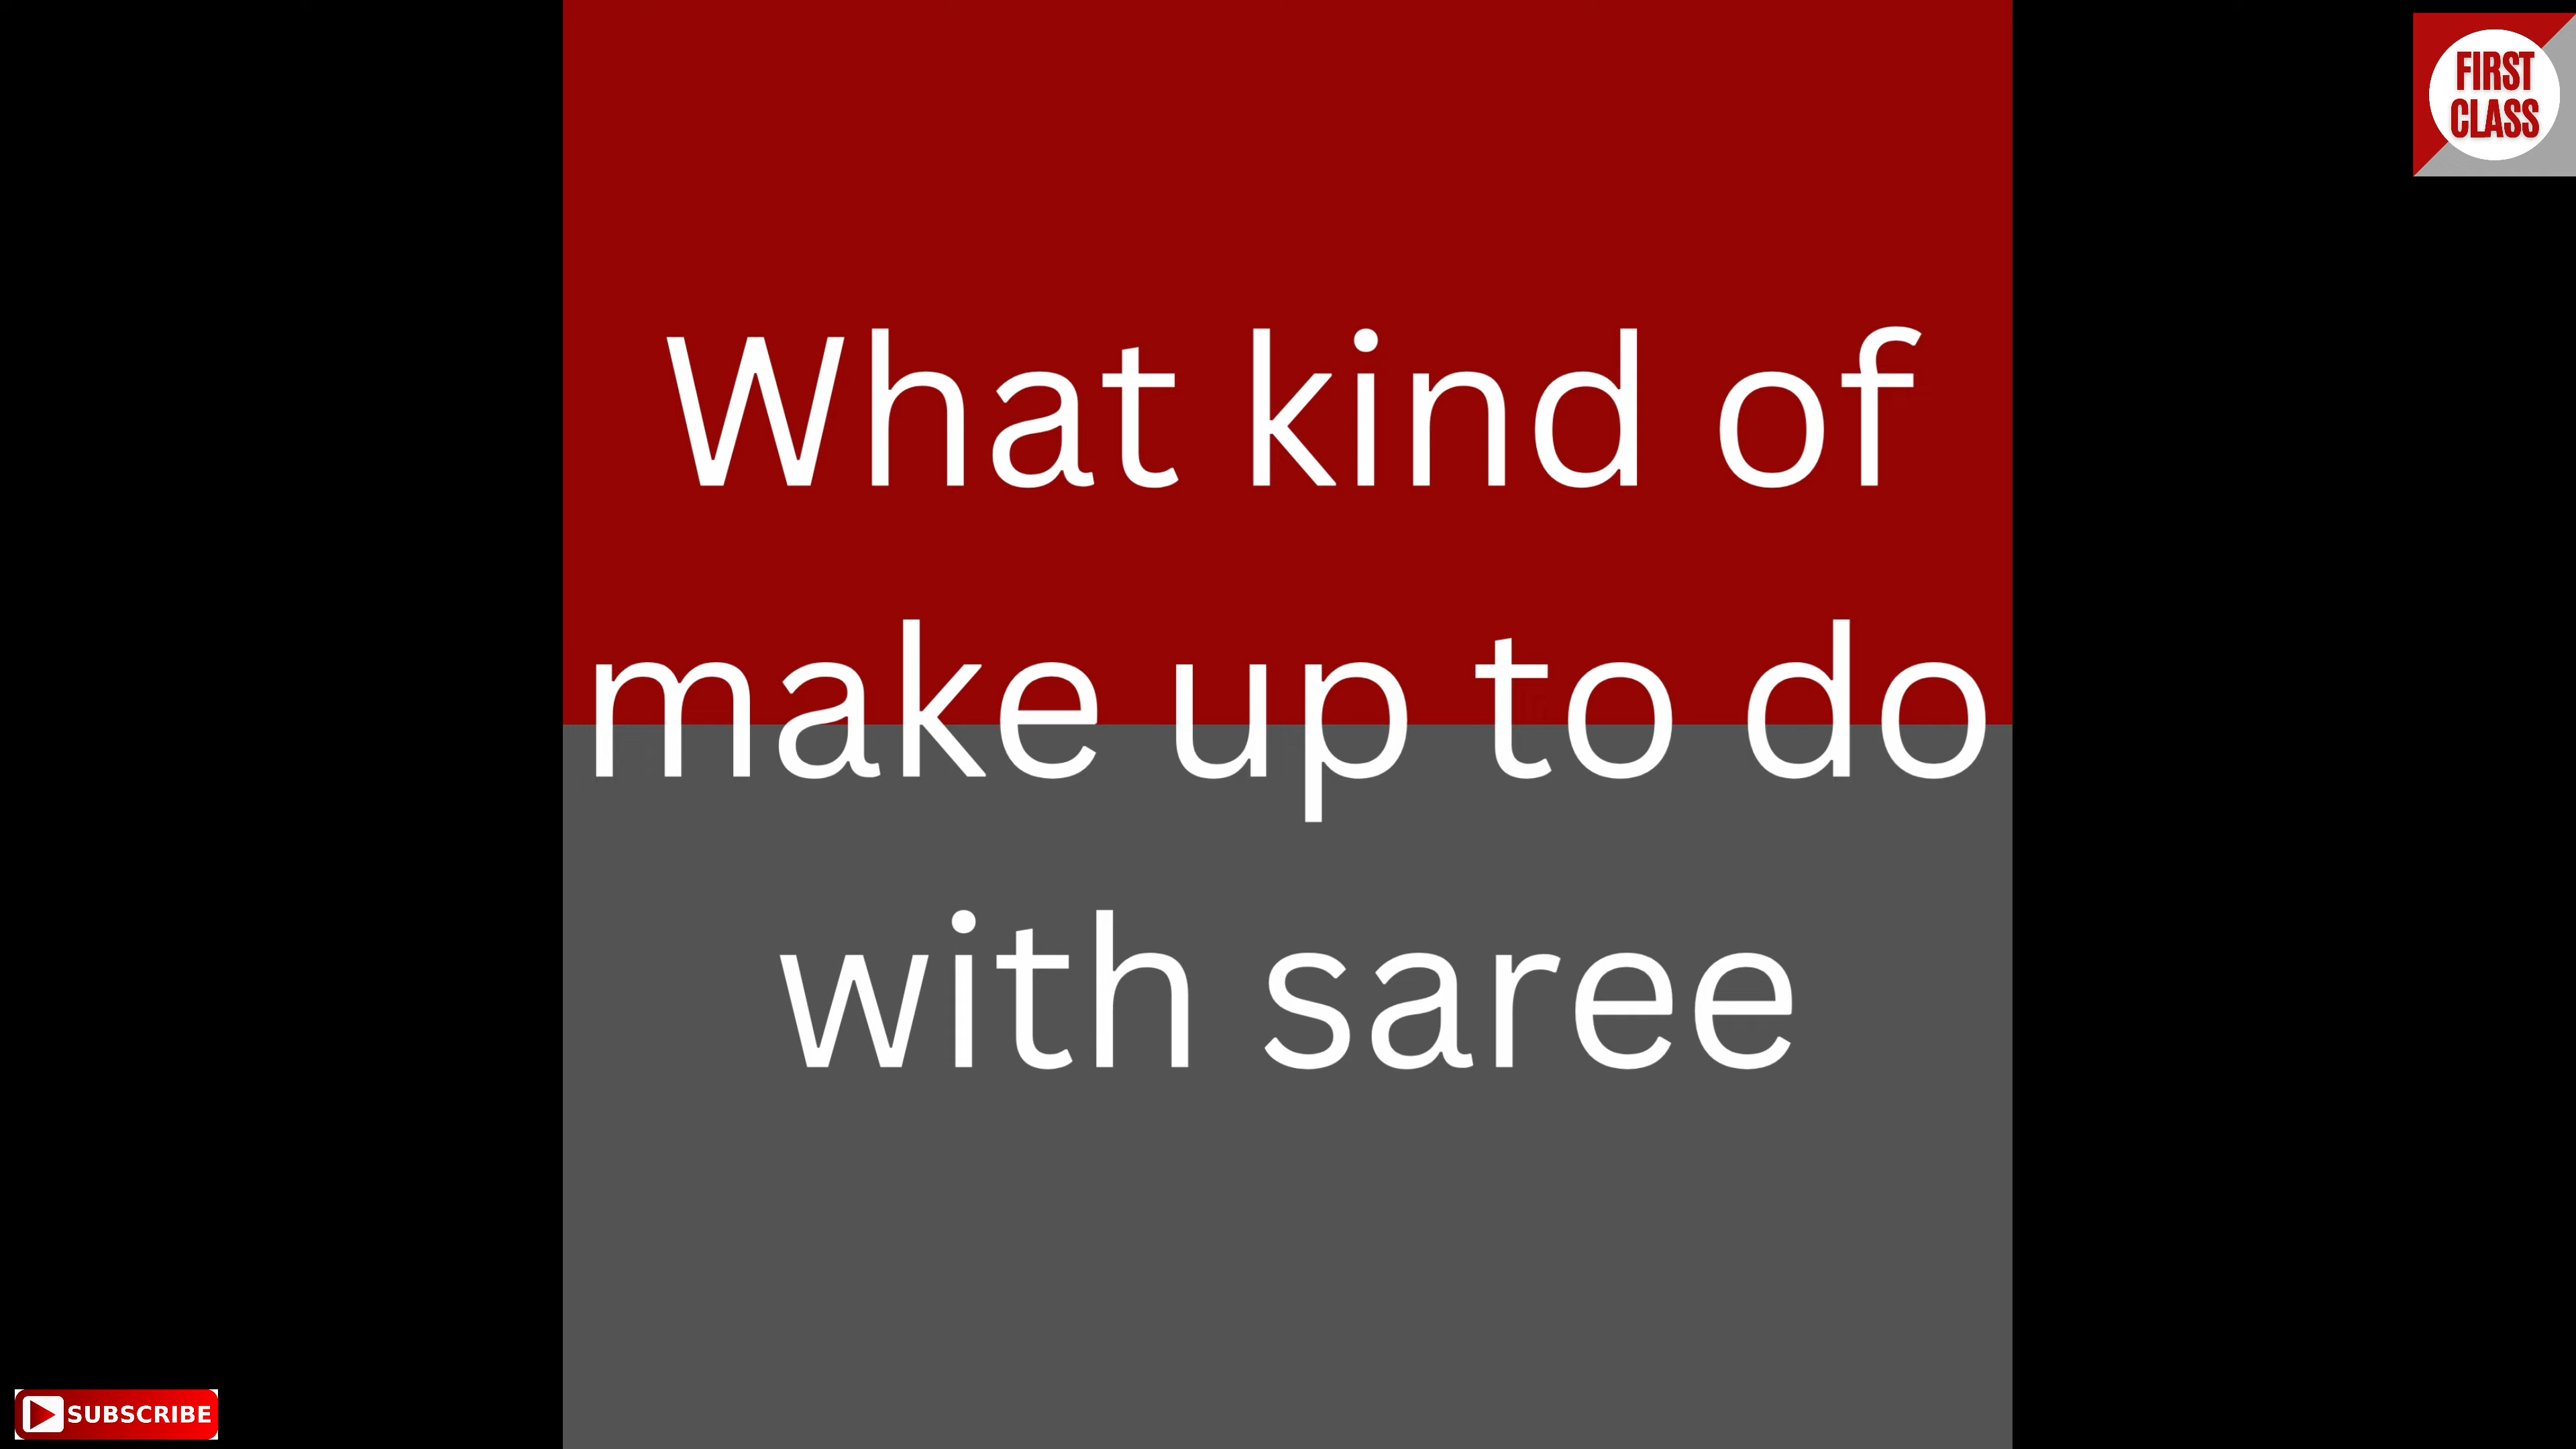 FIRST
CLASS
What kind of
make up to do
with saree
SUBSCRIBE